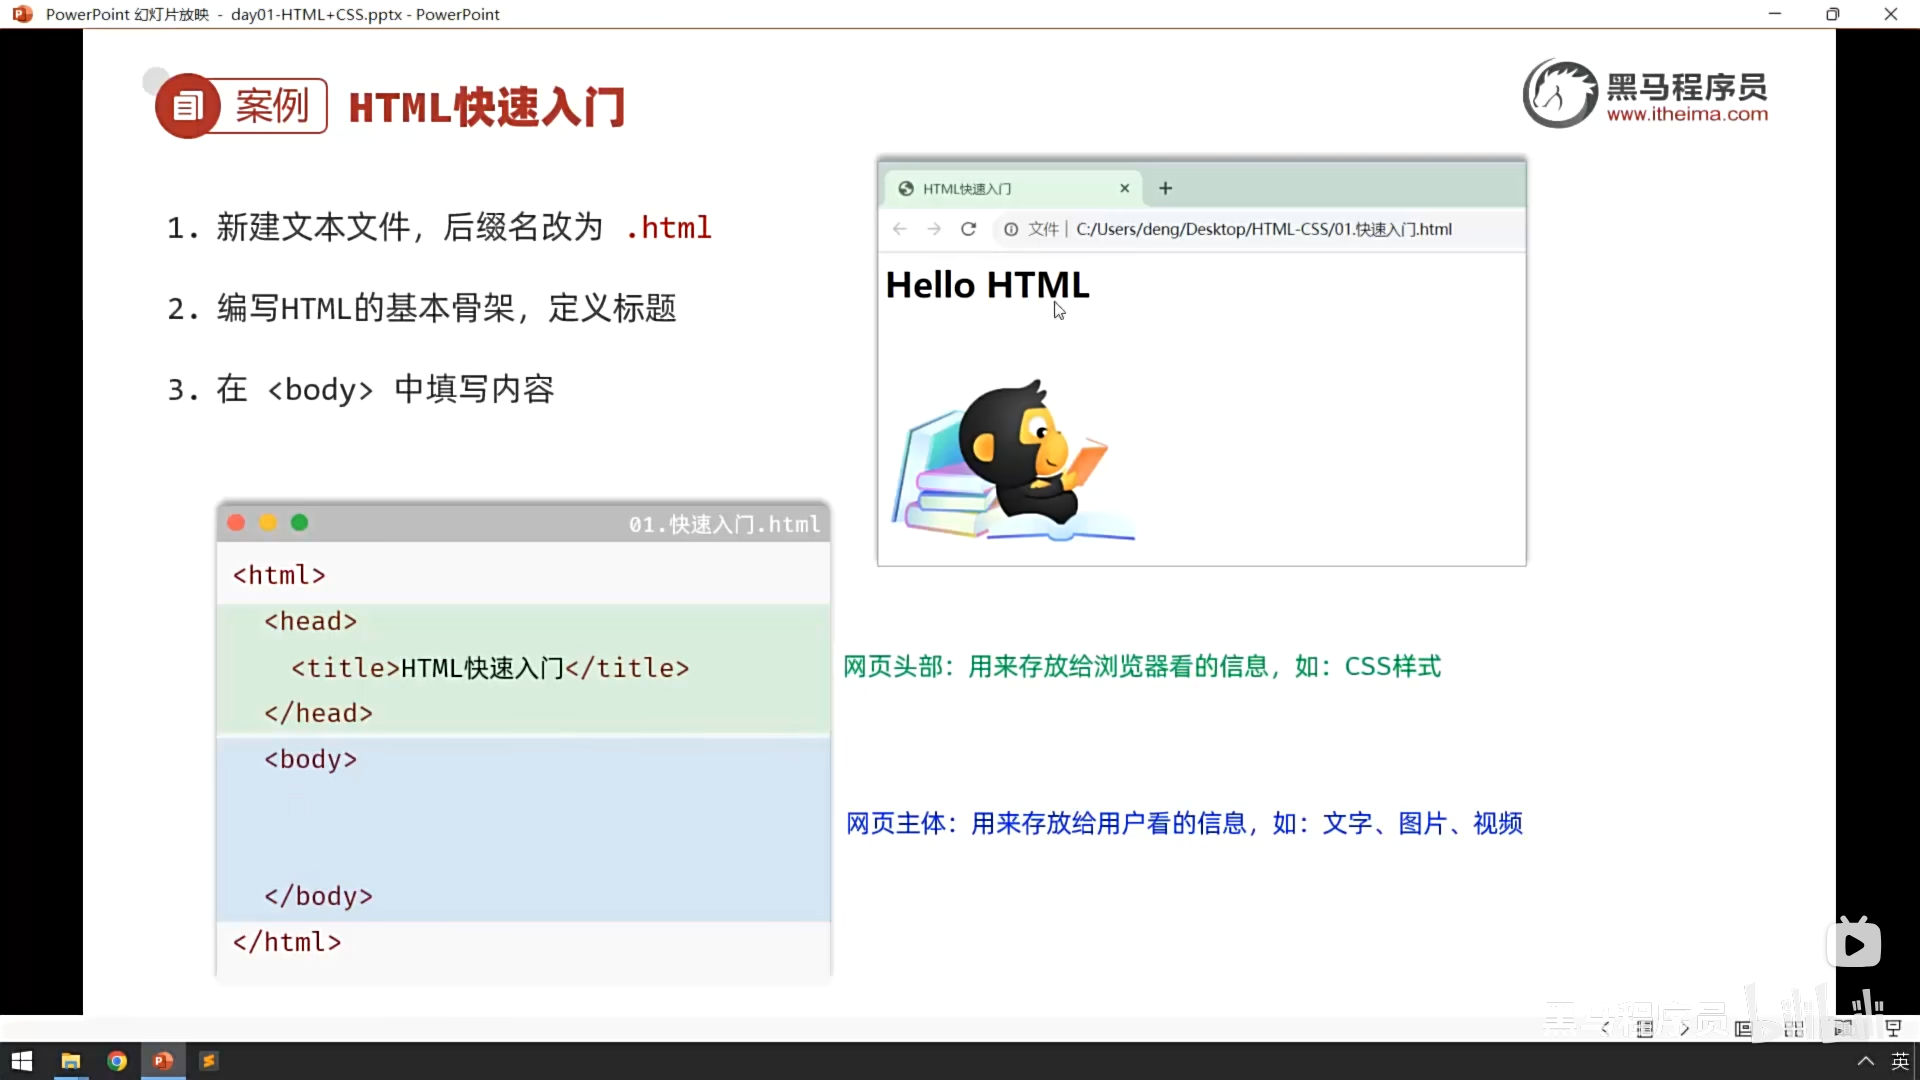 PowerPoint 幻灯片放映 - day01-HTML+CSS.pptx - PowerPoint
案例
HTML快速入门
黑马程序员
www.itheima.com
1. 新建文本文件，后缀名改为 .html
2. 编写HTML的基本骨架，定义标题
3. 在 <body> 中填写内容
HTML快速入门
文件 | C:/Users/deng/Desktop/HTML-CSS/01.快速入门.html
Hello HTML
01.快速入门.html
<html>
<head>
<title>HTML快速入门</title>
</head>
<body>
</body>
</html>
网页头部：用来存放给浏览器看的信息，如：CSS样式
网页主体：用来存放给用户看的信息，如：文字、图片、视频
黑马程序员
bilibili
英